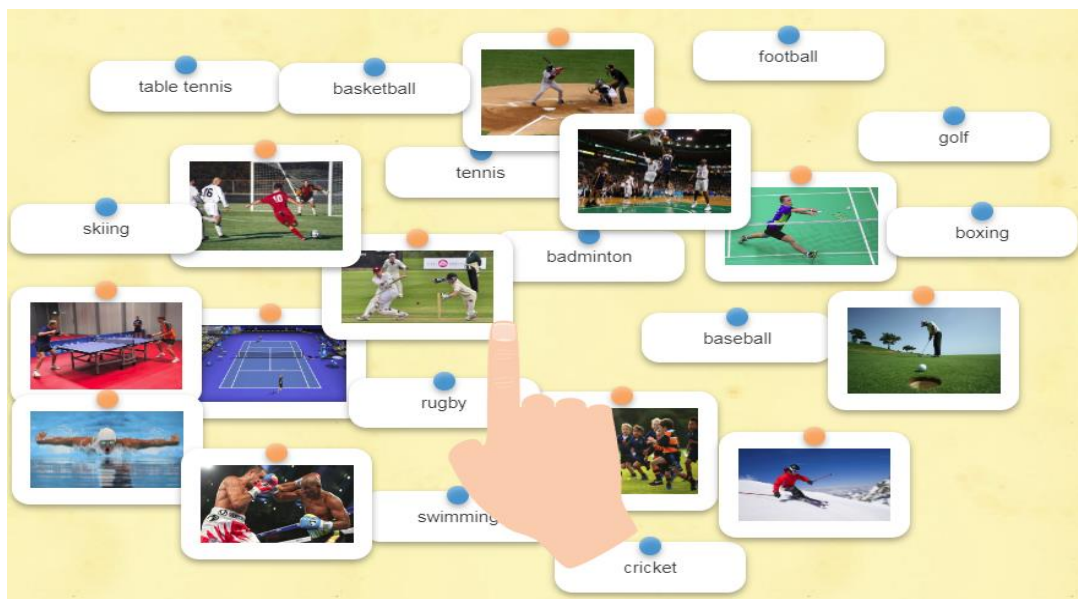 football
table tennis
basketball
golf
tennis
skiing
boxing
badminton
baseball
rugby
swimming
cricket